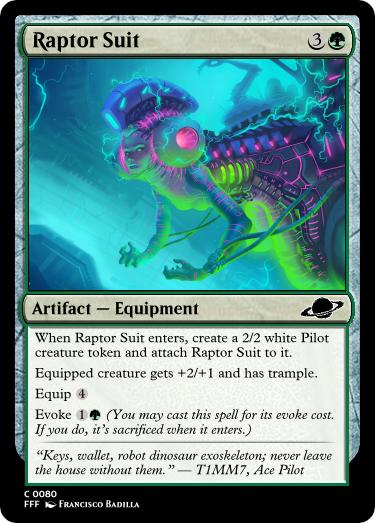 Raptor Suit 3
Artifact — Equipment
When Raptor Suit enters, create a 2/2 white Pilot
creature token and attach Raptor Suit to it.
Equipped creature gets +2/+1 and has trample.
Equip 4
Evoke 1 (You may cast this spell for its evoke cost.
If you do, it's sacrificed when it enters.)
"Keys, wallet, robot dinosaur exoskeleton; never leave
the house without them." — T1MM7, Ace Pilot
C 0080
FFF Francisco Badilla